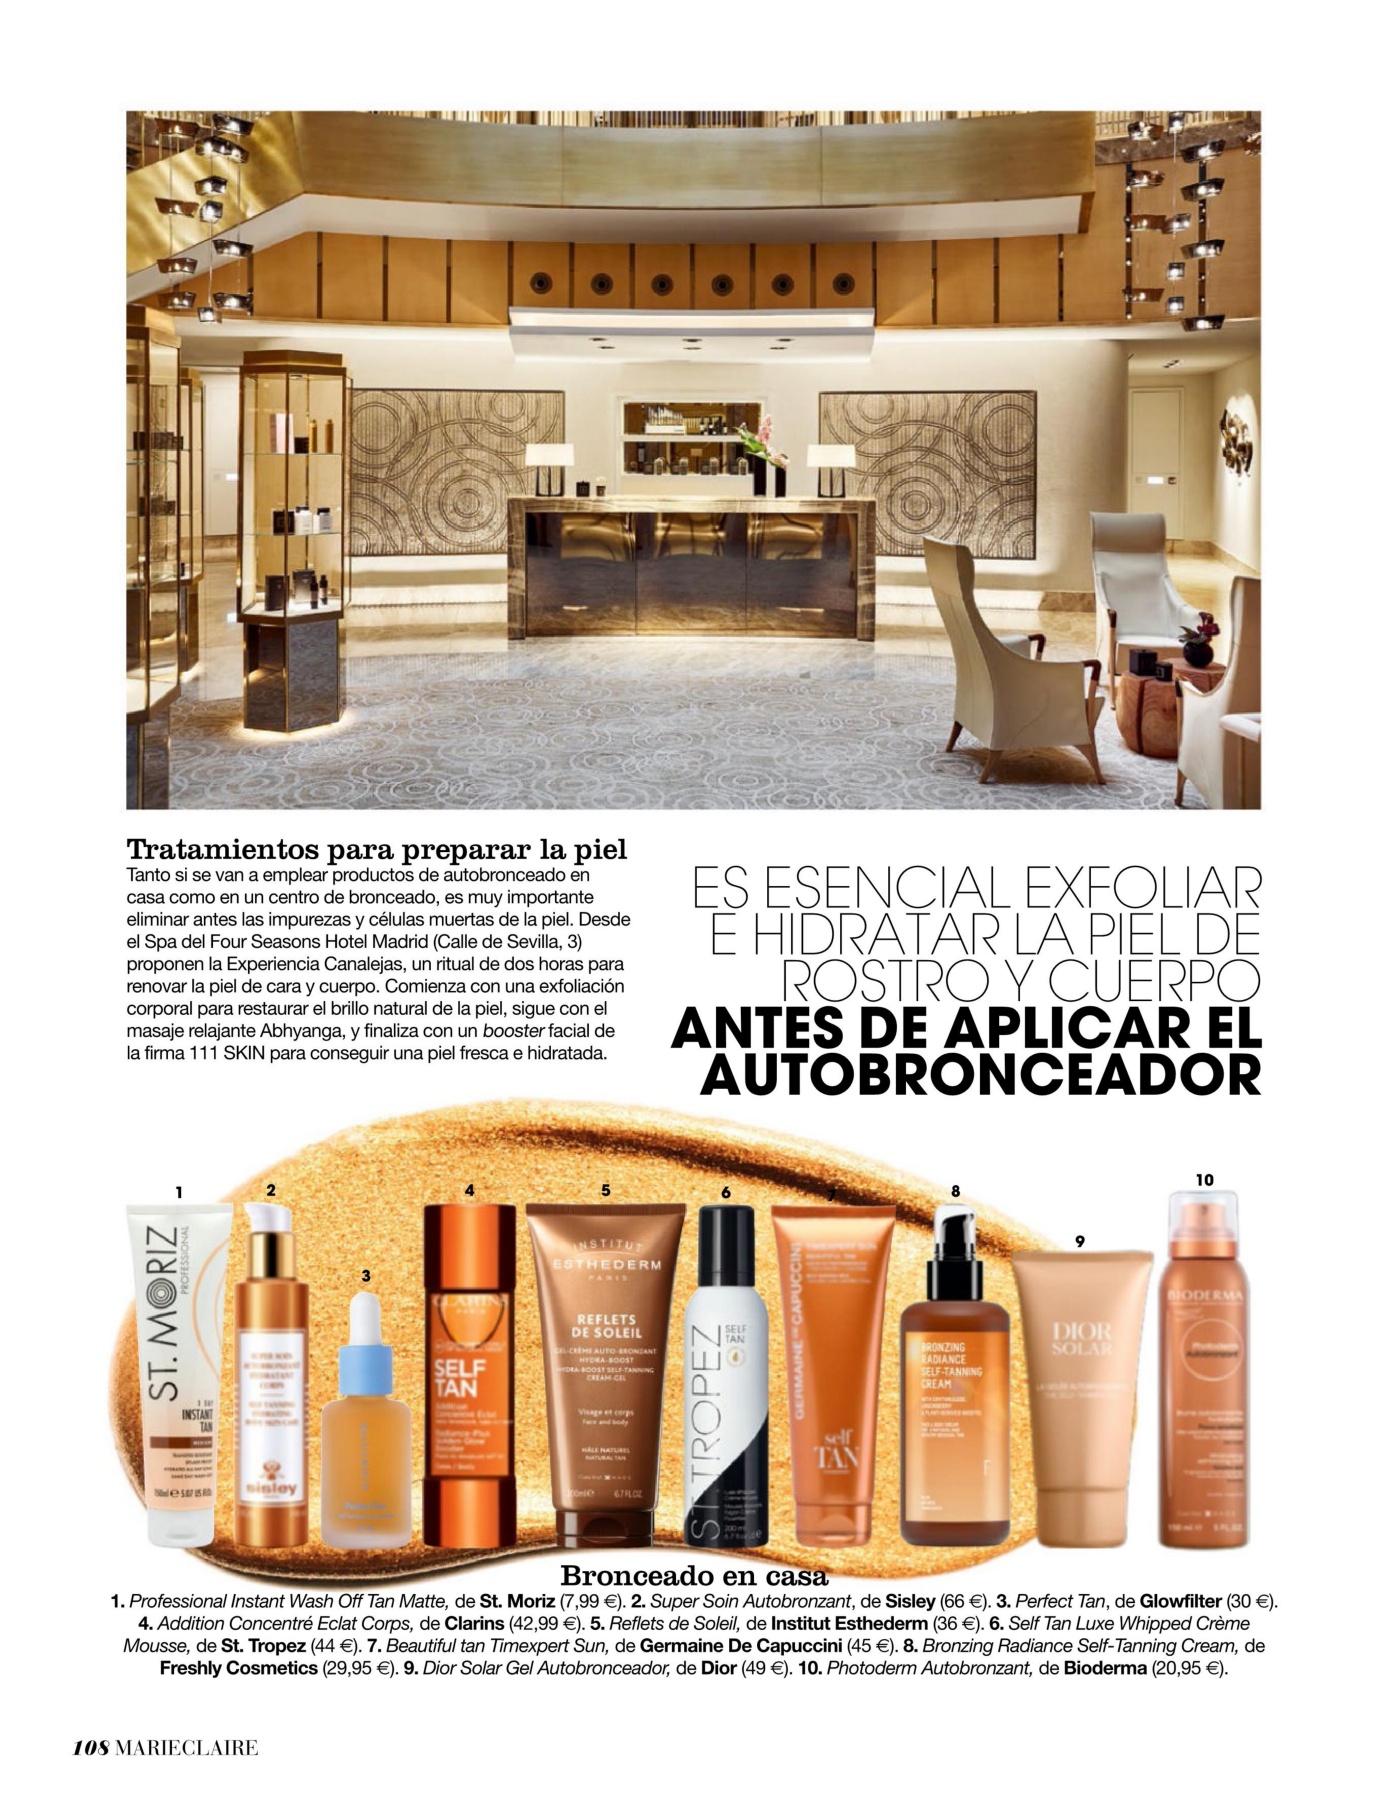 Tratamientos para preparar la piel
Tanto si se van a emplear productos de autobronceado en
casa como en un centro de bronceado, es muy importante
eliminar antes las impurezas y células muertas de la piel. Desde
el Spa del Four Seasons Hotel Madrid (Calle de Sevilla, 3)
proponen la Experiencia Canalejas, un ritual de dos horas para
renovar la piel de cara y cuerpo. Comienza con una exfoliación
corporal para restaurar el brillo natural de la piel, sigue con el
masaje relajante Abhyanga, y finaliza con un booster facial de
la firma 111 SKIN para conseguir una piel fresca e hidratada.
ES ESENCIAL EXFOLIAR
E HIDRATAR LA PIEL DE
ROSTRO Y CUERPO
ANTES DE APLICAR EL
AUTOBRONCEADOR
1
ST. MORIZ
PROFESSIONAL
INSTANT
TAN
2
sisley
3
4
CLARINS
SELF
TAN
5
INSTITUT
ESTHEDERM
PARIS
REFLETS
DE SOLEIL
GEL-CRÈME AUTO-BRONZANT
HYDRA-BOOST
HYDRA-BOOST SELF-TANNING
CREAM-GEL
Visage et corps
Face and body
HÂLE NATUREL
NATURAL TAN
200ml 6.7 FL.OZ.
6
ST.TROPEZ
SELF
TAN
7
GERMAINE DE CAPUCCINI
self
TAN
8
BRONZING
RADIANCE
SELF-TANNING
CREAM
9
DIOR
SOLAR
10
BIODERMA
Photoderm
Autobronzant
Bronceado en casa
1. Professional Instant Wash Off Tan Matte, de St. Moriz (7,99 €). 2. Super Soin Autobronzant, de Sisley (66 €). 3. Perfect Tan, de Glowfilter (30 €).
4. Addition Concentré Eclat Corps, de Clarins (42,99 €). 5. Reflets de Soleil, de Institut Esthederm (36 €). 6. Self Tan Luxe Whipped Crème
Mousse, de St. Tropez (44 €). 7. Beautiful tan Timexpert Sun, de Germaine De Capuccini (45 €). 8. Bronzing Radiance Self-Tanning Cream, de
Freshly Cosmetics (29,95 €). 9. Dior Solar Gel Autobronceador, de Dior (49 €). 10. Photoderm Autobronzant, de Bioderma (20,95 €).
108 MARIECLAIRE